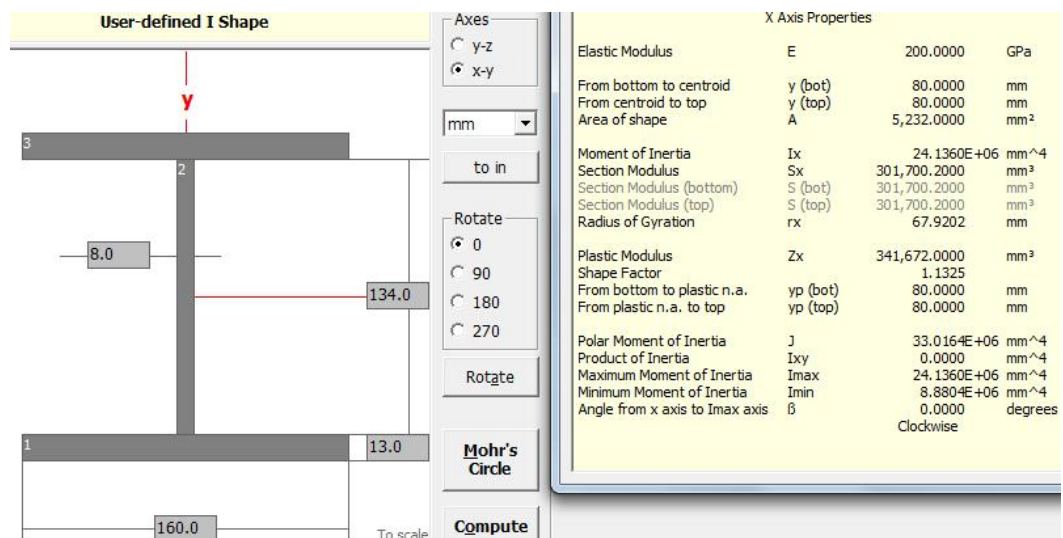 User-defined I Shape
y
3
2
8.0
134.0
1
13.0
160.0
To scale
Axes
y-z
x-y
mm
to in
Rotate
0
90
180
270
Rotate
Mohr's
Circle
Compute
X Axis Properties
Elastic Modulus E 200.0000 GPa
From bottom to centroid y (bot) 80.0000 mm
From centroid to top y (top) 80.0000 mm
Area of shape A 5,232.0000 mm²
Moment of Inertia Ix 24.1360E+06 mm^4
Section Modulus Sx 301,700.2000 mm³
Section Modulus (bottom) S (bot) 301,700.2000 mm³
Section Modulus (top) S (top) 301,700.2000 mm³
Radius of Gyration rx 67.9202 mm
Plastic Modulus Zx 341,672.0000 mm³
Shape Factor 1.1325
From bottom to plastic n.a. yp (bot) 80.0000 mm
From plastic n.a. to top yp (top) 80.0000 mm
Polar Moment of Inertia J 33.0164E+06 mm^4
Product of Inertia Ixy 0.0000 mm^4
Maximum Moment of Inertia Imax 24.1360E+06 mm^4
Minimum Moment of Inertia Imin 8.8804E+06 mm^4
Angle from x axis to Imax axis ß 0.0000 degrees
Clockwise